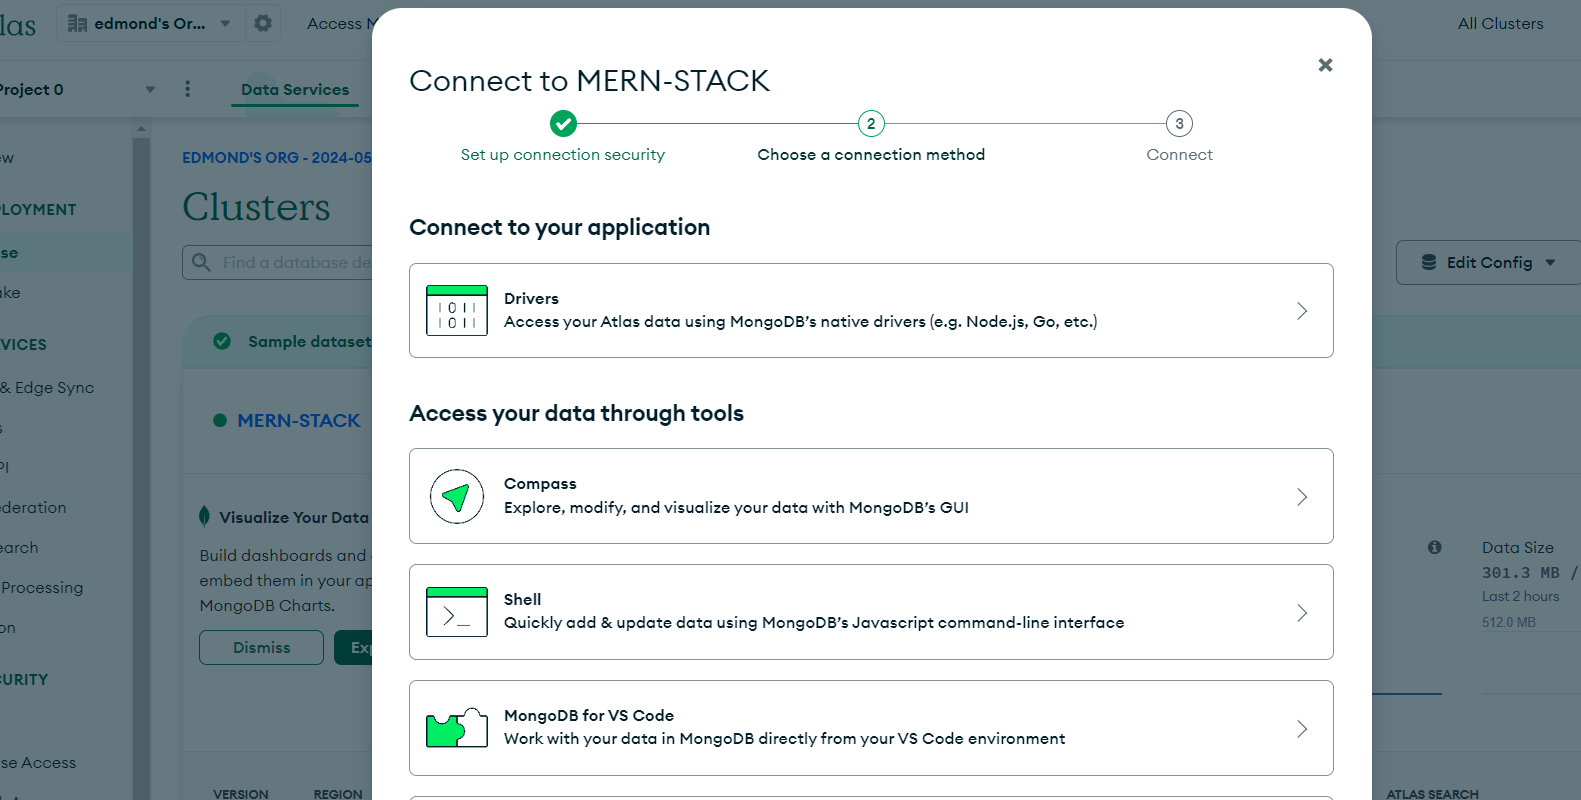 las
edmond's Or...
Access
All Clusters
Project 0
Data Services
ew
PLOYMENT
se
ake
VICES
& Edge Sync
s
PI
ederation
earch
Processing
on
CURITY
se Access
EDMOND'S ORG - 2024-05
Clusters
Find a database de
Edit Config
Sample dataset
MERN-STACK
Visualize Your Data
Build dashboards and
embed them in your ap
MongoDB Charts.
Dismiss
Exp
VERSION
REGION
Data Size
301.3 MB /
Last 2 hours
512.0 MB
ATLAS SEARCH
Connect to MERN-STACK
2
3
Set up connection security
Choose a connection method
Connect
Connect to your application
Drivers
Access your Atlas data using MongoDB’s native drivers (e.g. Node.js, Go, etc.)
Access your data through tools
Compass
Explore, modify, and visualize your data with MongoDB’s GUI
Shell
Quickly add & update data using MongoDB’s Javascript command-line interface
MongoDB for VS Code
Work with your data in MongoDB directly from your VS Code environment